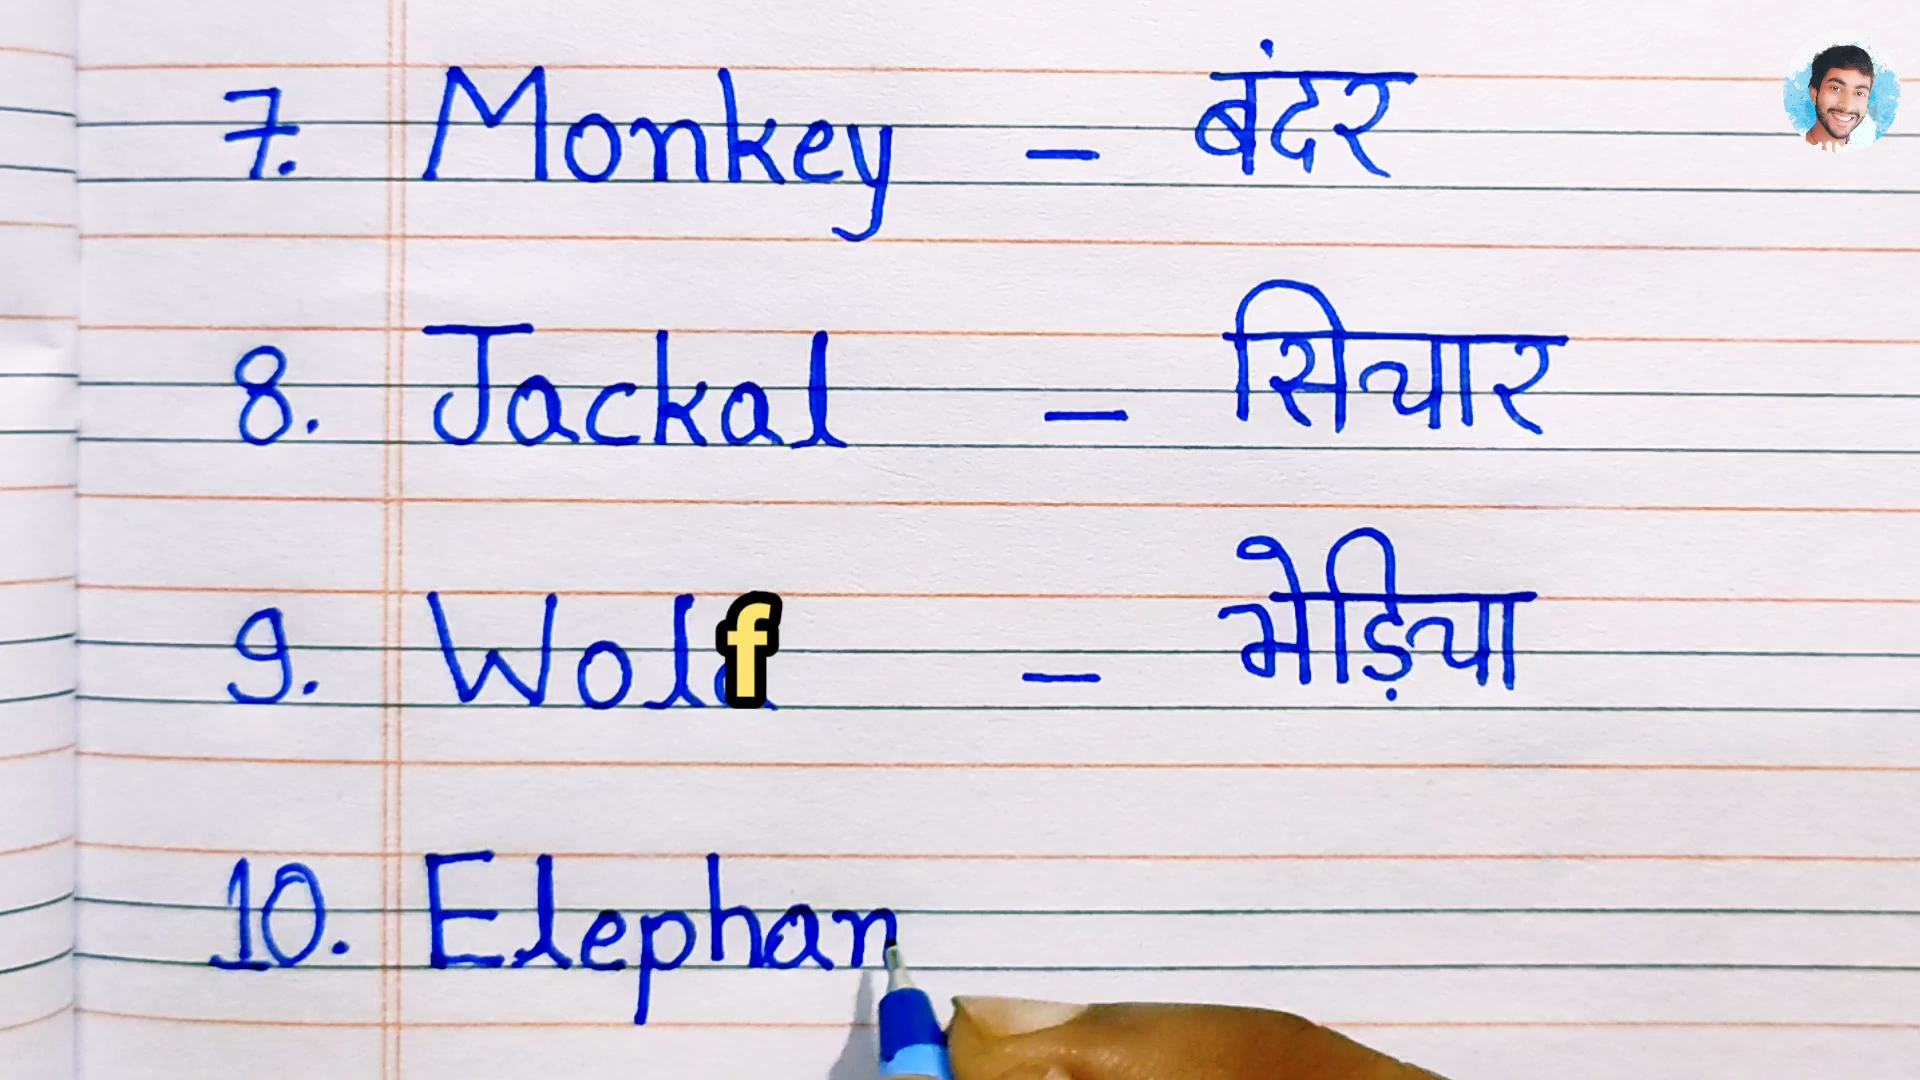 7. Monkey – बंदर
8. Jackal – सियार
9. Wolf – भेड़िया
10. Elephan